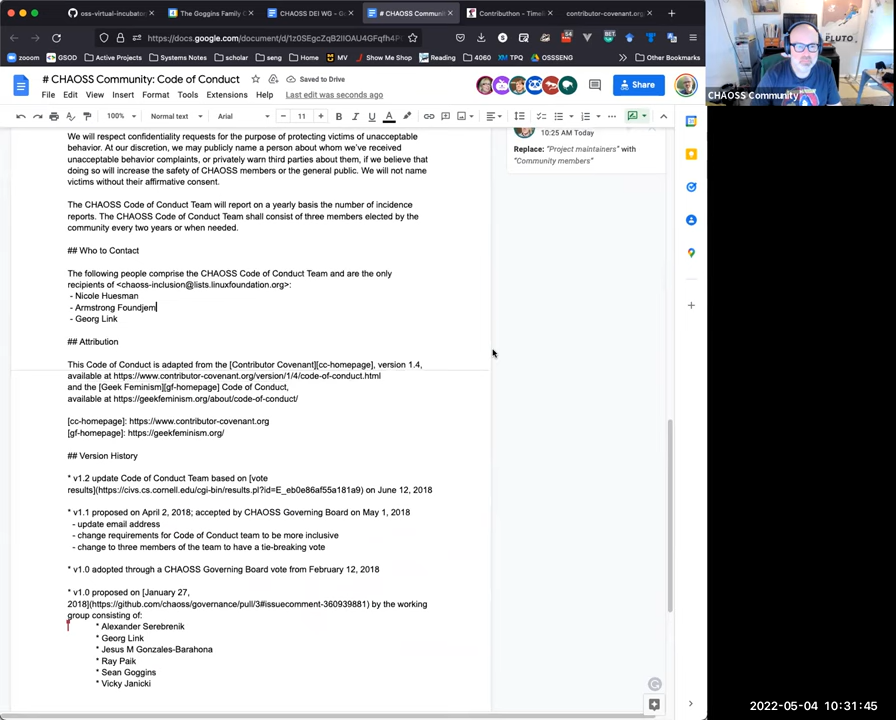 oss-virtual-incubator
The Goggins Family C
CHAOSS DEI WG - G
# CHAOSS Communi
Contributhon - Timeli
contributor-covenant.org/
https://docs.google.com/document/d/1z0SEgcZqB2IIOAU4GFqfh4P
zooom
GSOD
Active Projects
Z-SMM
Scholar
seng
Home
MU
Show Me Shop
Reading
2260
XM
TPQ
OSSSENG
Other Bookmarks
# CHAOSS Community: Code of Conduct
Saved to Drive
File Edit View Insert Format Tools Extensions Help
Last edit was seconds ago
Share
100%
Normal text
Arial
11
We will respect confidentiality requests for the purpose of protecting victims of unacceptable
behavior. At our discretion, we may publicly name a person about whom we've received
unacceptable behavior complaints, or privately warn third parties about them, if we believe that
doing so will increase the safety of CHAOSS members or the general public. We will not name
victims without their affirmative consent.
The CHAOSS Code of Conduct Team will report on a yearly basis the number of incidence
reports. The CHAOSS Code of Conduct Team shall consist of three members elected by the
community every two years or when needed.
## Who to Contact
The following people comprise the CHAOSS Code of Conduct Team and are the only
recipients of <chaoss-inclusion@lists.linuxfoundation.org>:
- Nicole Huesman
- Armstrong Foundjem
- Georg Link
## Attribution
This Code of Conduct is adapted from the [Contributor Covenant][cc-homepage], version 1.4,
available at https://www.contributor-covenant.org/version/1/4/code-of-conduct.html
and the [Geek Feminism][gf-homepage] Code of Conduct,
available at https://geekfeminism.org/about/code-of-conduct/
[cc-homepage]: https://www.contributor-covenant.org
[gf-homepage]: https://geekfeminism.org/
## Version History
* v1.2 update Code of Conduct Team based on [vote
results](https://civs.cs.cornell.edu/cgi-bin/results.pl?id=E_eb0e86af55a181a9) on June 12, 2018
* v1.1 proposed on April 2, 2018; accepted by CHAOSS Governing Board on May 1, 2018
- update email address
- change requirements for Code of Conduct team to be more inclusive
- change to three members of the team to have a tie-breaking vote
* v1.0 adopted through a CHAOSS Governing Board vote from February 12, 2018
* v1.0 proposed on [January 27,
2018](https://github.com/chaoss/governance/pull/3#issuecomment-360939881) by the working
group consisting of:
* Alexander Serebrenik
* Georg Link
* Jesus M Gonzales-Barahona
* Ray Paik
* Sean Goggins
* Vicky Janicki
10:25 AM Today
Replace: "Project maintainers" with
"Community members"
PLUTO
CHAOSS Community
2022-05-04 10:31:45